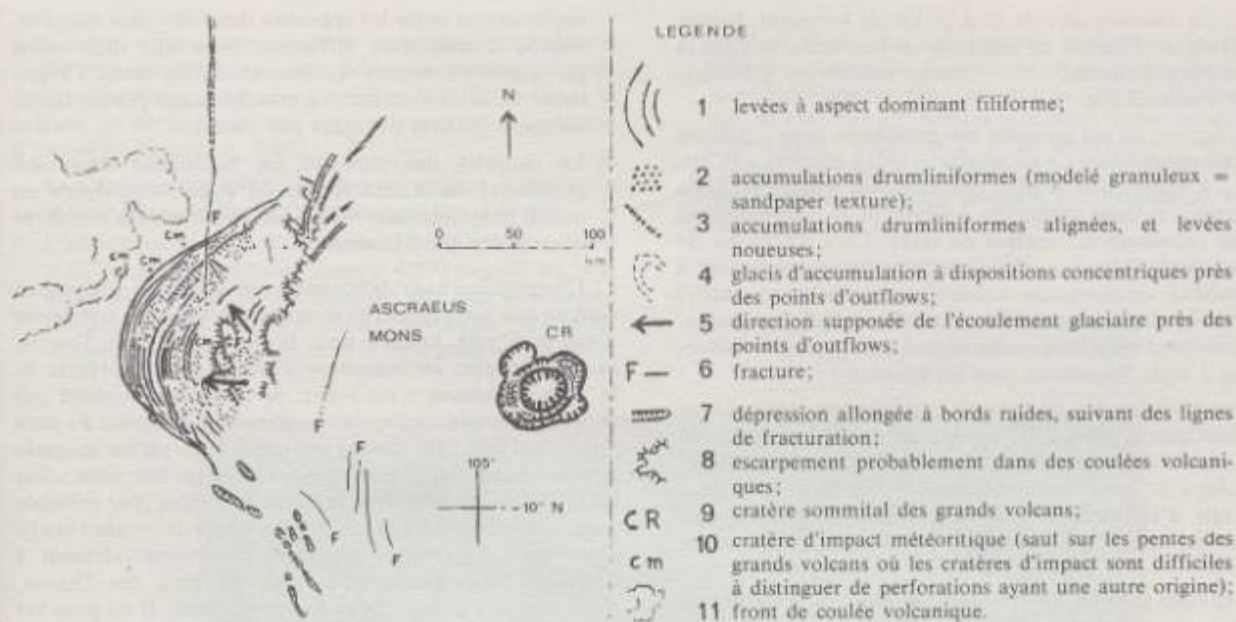 F
N
cm
cm
cm
0 50 100
km
ASCRAEUS
MONS
CR
F
F
F
F
105°
10° N
LEGENDE
1 levées à aspect dominant filiforme;
2 accumulations drumliniformes (modelé granuleux =
sandpaper texture);
3 accumulations drumliniformes alignées, et levées
noueuses;
4 glacis d'accumulation à dispositions concentriques près
des points d'outflows;
5 direction supposée de l'écoulement glaciaire près des
points d'outflows;
F — 6 fracture;
7 dépression allongée à bords raides, suivant des lignes
de fracturation;
8 escarpement probablement dans des coulées volcani-
ques;
CR 9 cratère sommital des grands volcans;
10 cratère d'impact météoritique (sauf sur les pentes des
cm grands volcans où les cratères d'impact sont difficiles
à distinguer de perforations ayant une autre origine);
11 front de coulée volcanique.